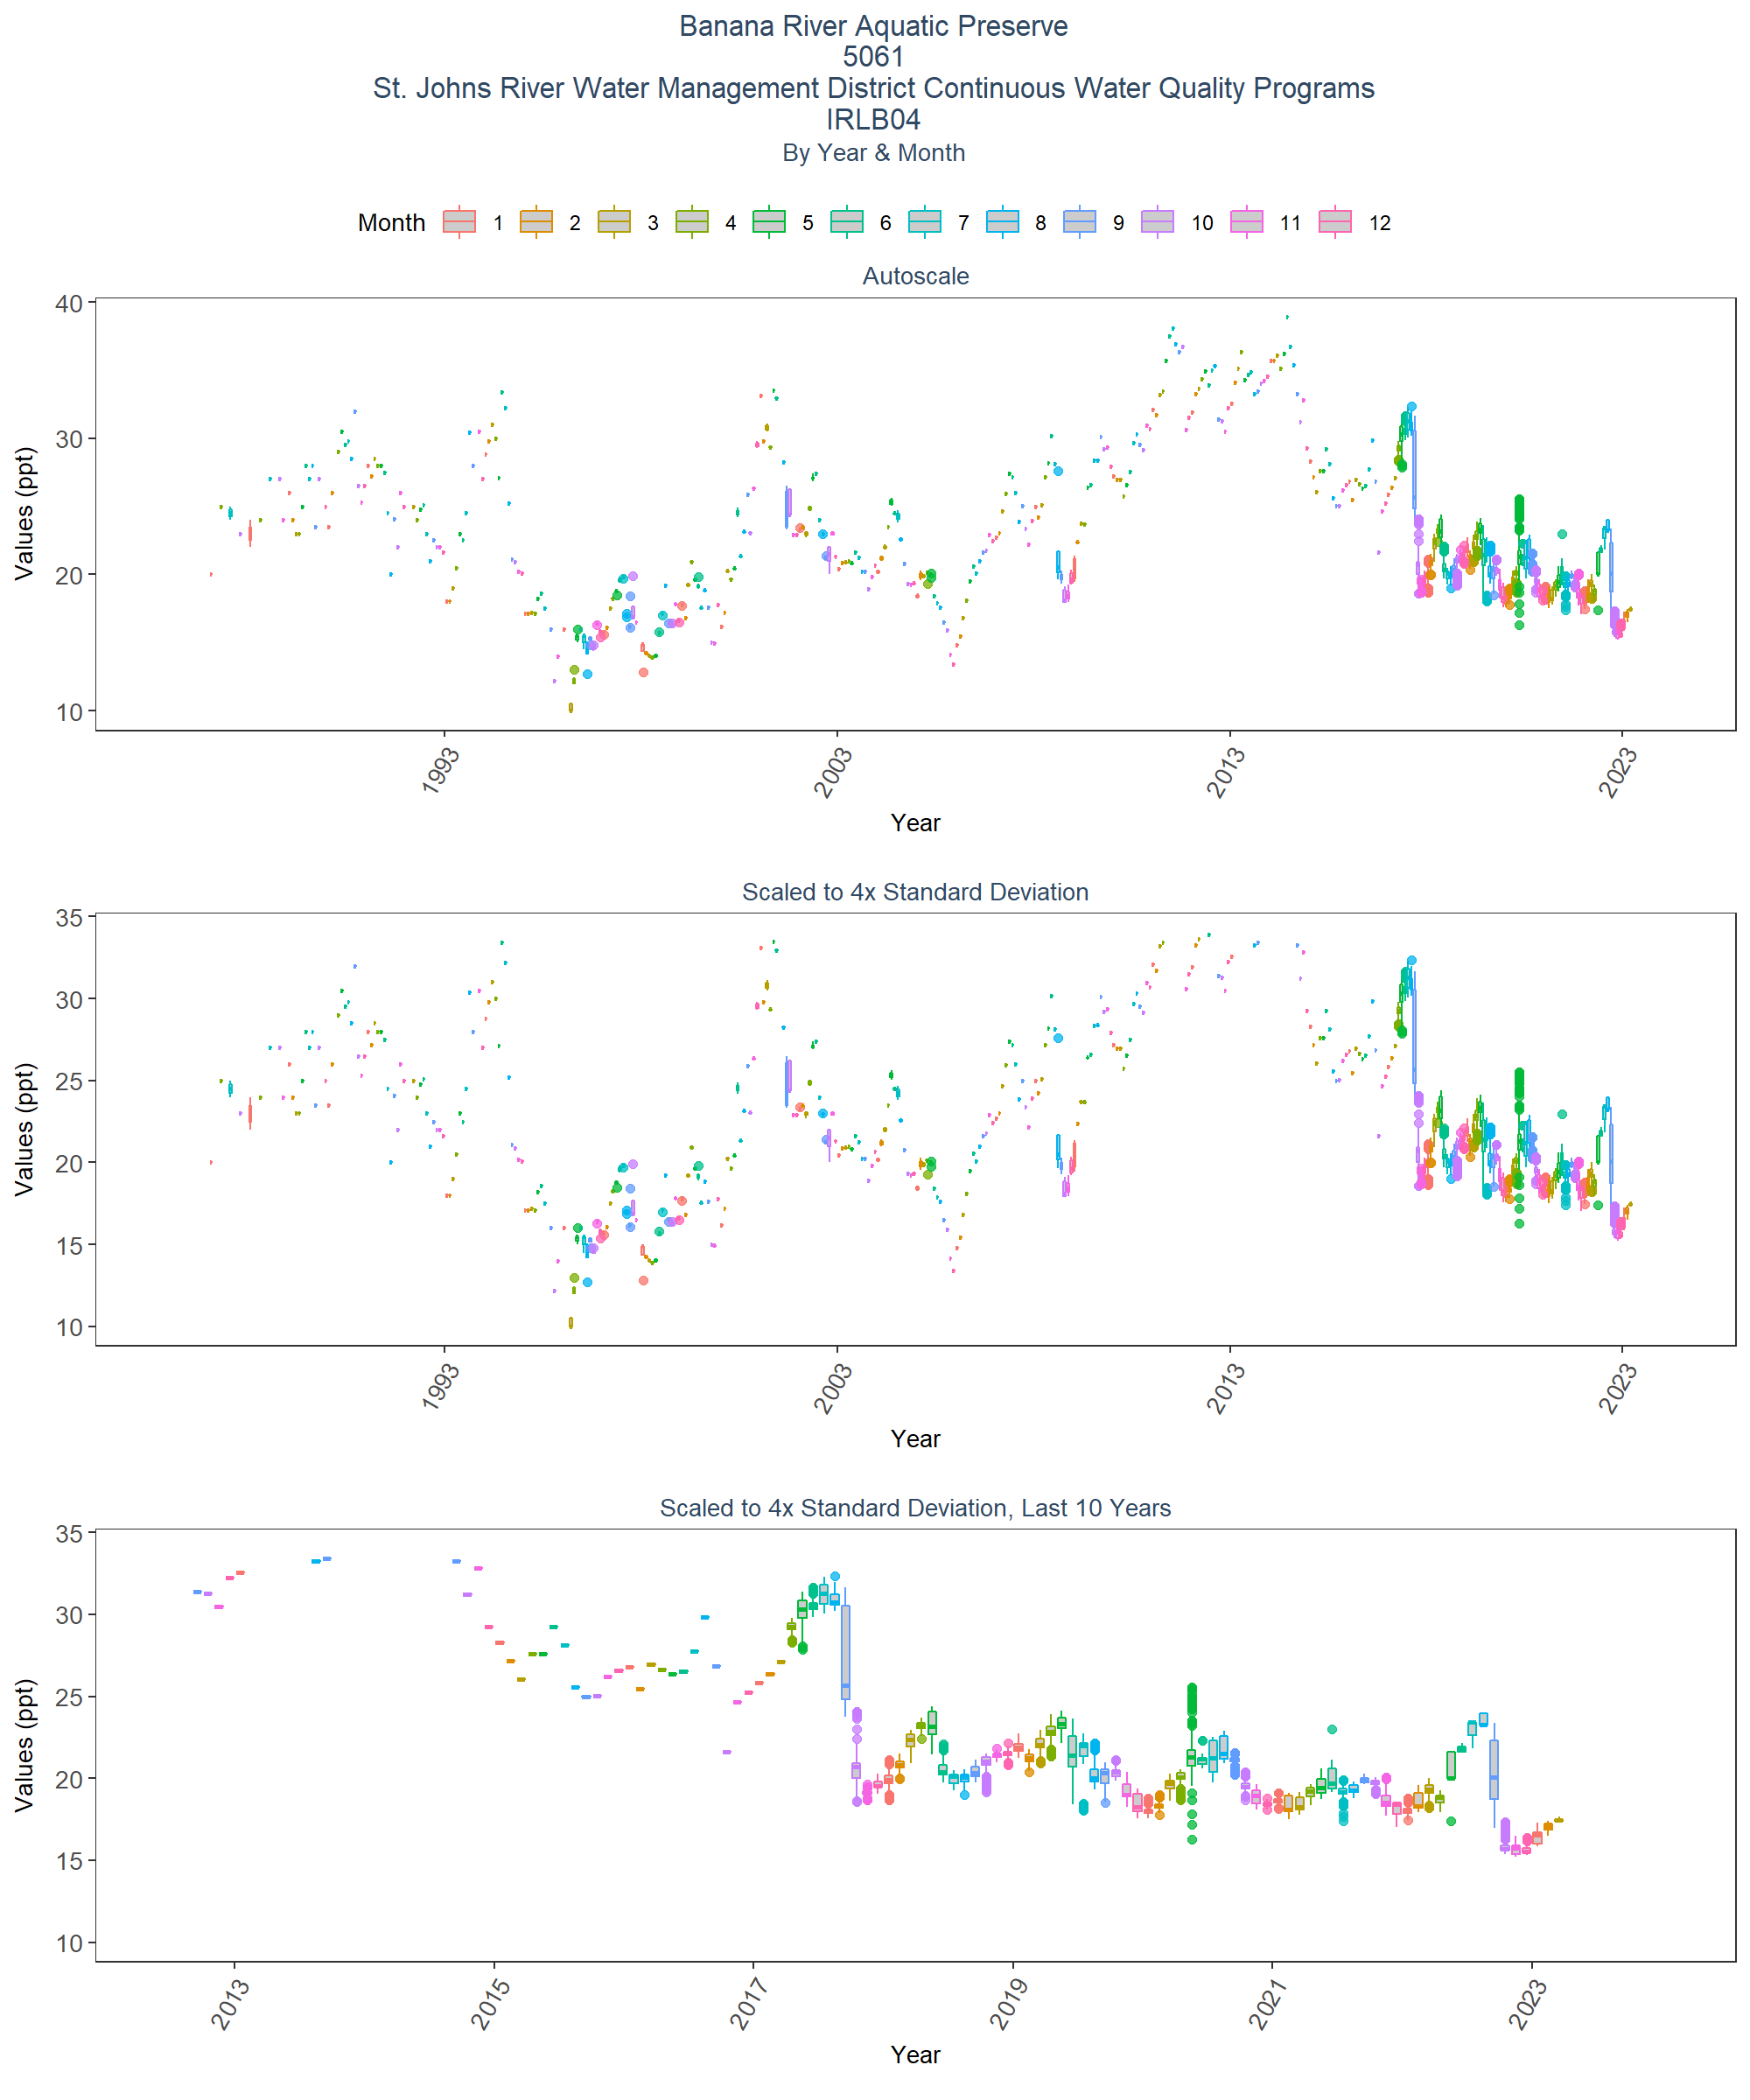 Banana River Aquatic Preserve
5061
St. Johns River Water Management District Continuous Water Quality Programs
IRLB04
By Year & Month
Month 1 2 3 4 5 6 7 8 9 10 11 12
Autoscale
Values (ppt)
40
30
20
10
1993 2003 2013 2023
Year
Scaled to 4x Standard Deviation
Values (ppt)
35
30
25
20
15
10
1993 2003 2013 2023
Year
Scaled to 4x Standard Deviation, Last 10 Years
Values (ppt)
35
30
25
20
15
10
2013 2015 2017 2019 2021 2023
Year